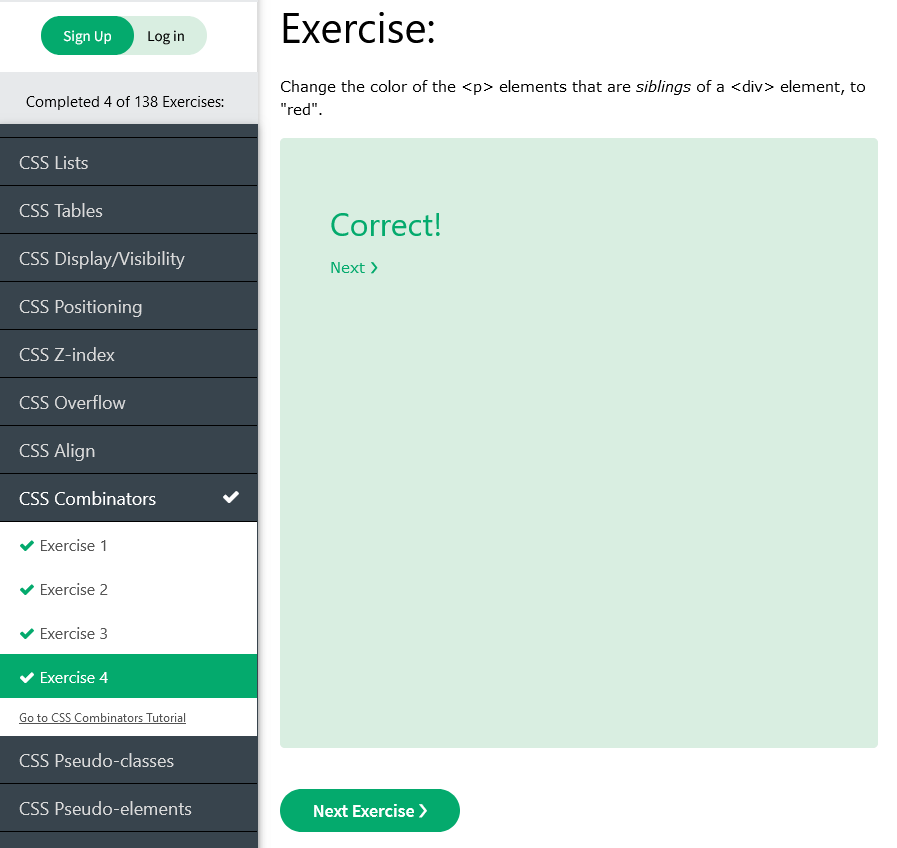 Sign Up
Log in
Completed 4 of 138 Exercises:
CSS Lists
CSS Tables
CSS Display/Visibility
CSS Positioning
CSS Z-index
CSS Overflow
CSS Align
CSS Combinators
Exercise 1
Exercise 2
Exercise 3
Exercise 4
Go to CSS Combinators Tutorial
CSS Pseudo-classes
CSS Pseudo-elements
Exercise:
Change the color of the <p> elements that are siblings of a <div> element, to
"red".
Correct!
Next ❯
Next Exercise ❯